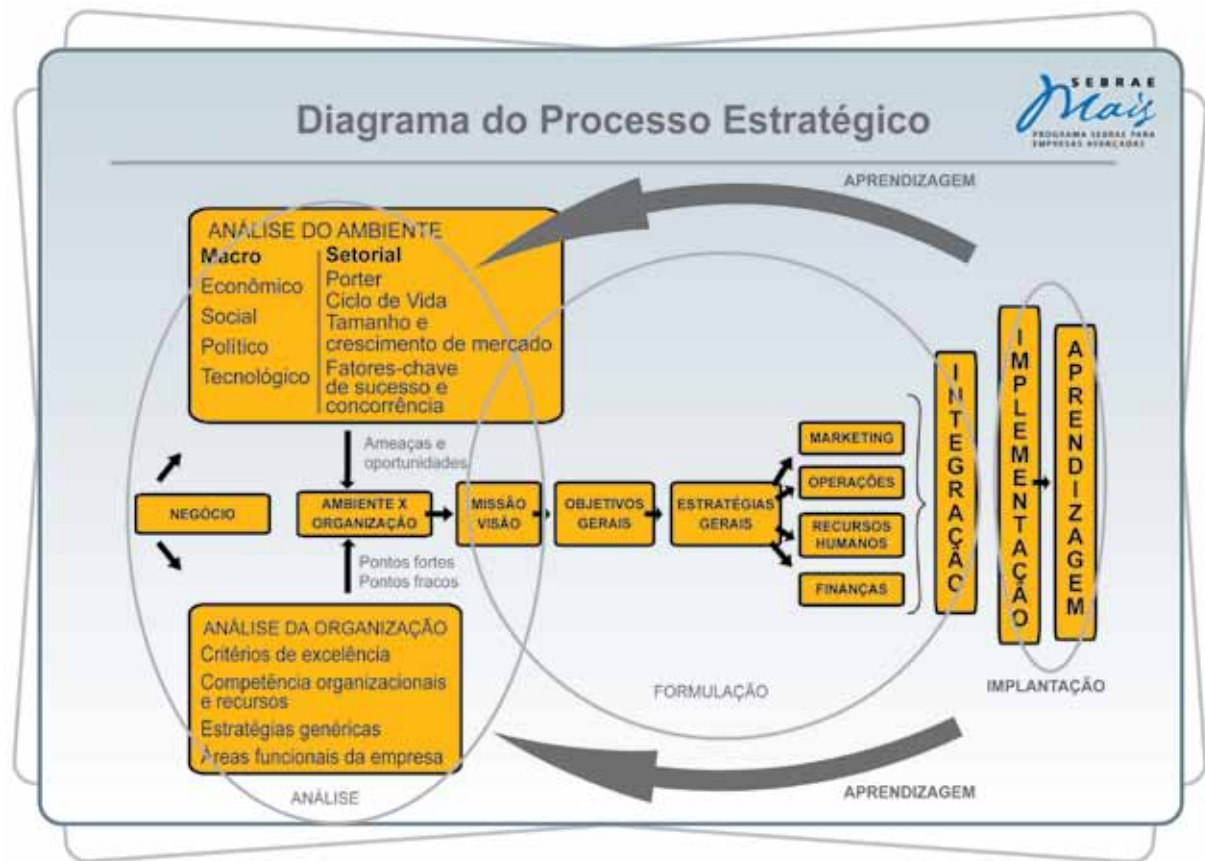 SEBRAE
Mais
PROGRAMA SEBRAE PARA
EMPRESAS AVANÇADAS
Diagrama do Processo Estratégico
APRENDIZAGEM
ANÁLISE DO AMBIENTE
Macro
Econômico
Social
Político
Tecnológico
Setorial
Porter
Ciclo de Vida
Tamanho e
crescimento de mercado
Fatores-chave
de sucesso e
concorrência
Ameaças e
oportunidades
NEGÓCIO
AMBIENTE X
ORGANIZAÇÃO
MISSÃO
VISÃO
OBJETIVOS
GERAIS
ESTRATÉGIAS
GERAIS
MARKETING
OPERAÇÕES
RECURSOS
HUMANOS
FINANÇAS
INTEGRAÇÃO
IMPLEMENTAÇÃO
APRENDIZAGEM
Pontos fortes
Pontos fracos
ANÁLISE DA ORGANIZAÇÃO
Critérios de excelência
Competência organizacionais
e recursos
Estratégias genéricas
Áreas funcionais da empresa
ANÁLISE
FORMULAÇÃO
IMPLANTAÇÃO
APRENDIZAGEM